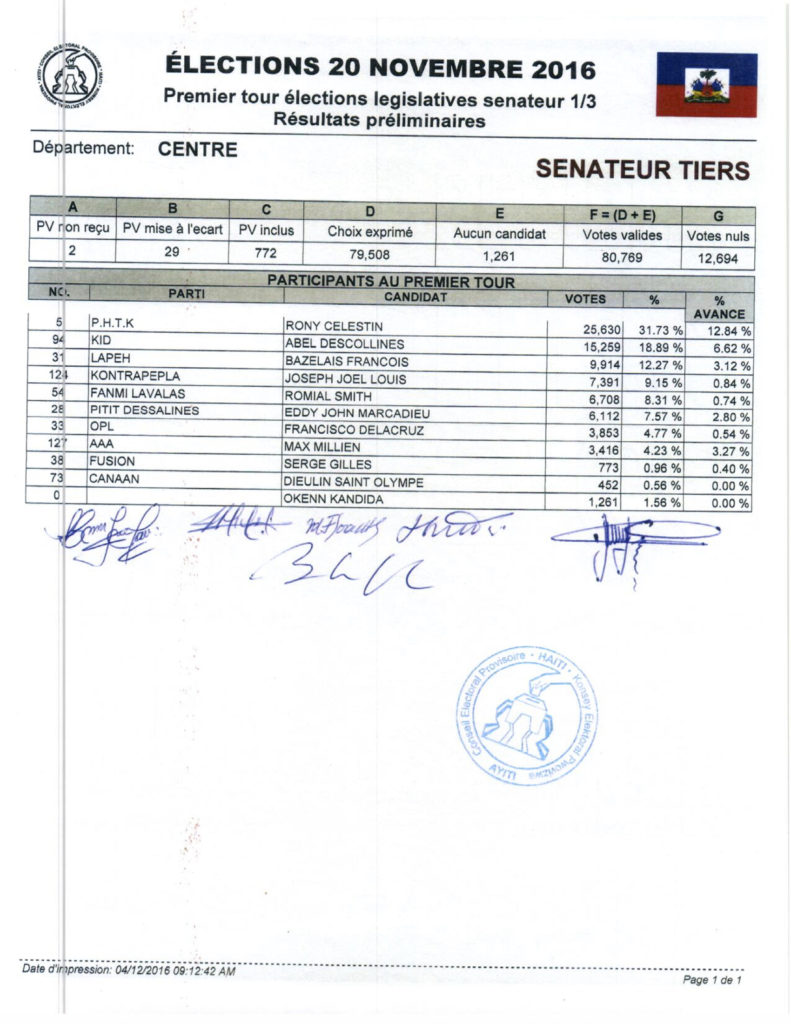 ÉLECTIONS 20 NOVEMBRE 2016
Premier tour élections legislatives senateur 1/3
Résultats préliminaires
Département: CENTRE
SENATEUR TIERS
A B C D E F = (D + E) G
PV non reçu PV mise à l'ecart PV inclus Choix exprimé Aucun candidat Votes valides Votes nuls
2 29 772 79,508 1,261 80,769 12,694
PARTICIPANTS AU PREMIER TOUR
NO. PARTI CANDIDAT VOTES % % AVANCE
5 P.H.T.K RONY CELESTIN 25,630 31.73 % 12.84 %
94 KID ABEL DESCOLLINES 15,259 18.89 % 6.62 %
31 LAPEH BAZELAIS FRANCOIS 9,914 12.27 % 3.12 %
124 KONTRAPEPLA JOSEPH JOEL LOUIS 7,391 9.15 % 0.84 %
54 FANMI LAVALAS ROMIAL SMITH 6,708 8.31 % 0.74 %
28 PITIT DESSALINES EDDY JOHN MARCADIEU 6,112 7.57 % 2.80 %
33 OPL FRANCISCO DELACRUZ 3,853 4.77 % 0.54 %
127 AAA MAX MILLIEN 3,416 4.23 % 3.27 %
38 FUSION SERGE GILLES 773 0.96 % 0.40 %
73 CANAAN DIEULIN SAINT OLYMPE 452 0.56 % 0.00 %
0 OKENN KANDIDA 1,261 1.56 % 0.00 %
Conseil Electoral Provisoire - HAITI - Konsey Elektoral Pwovizwa
AYITI
Date d'impression: 04/12/2016 09:12:42 AM
Page 1 de 1